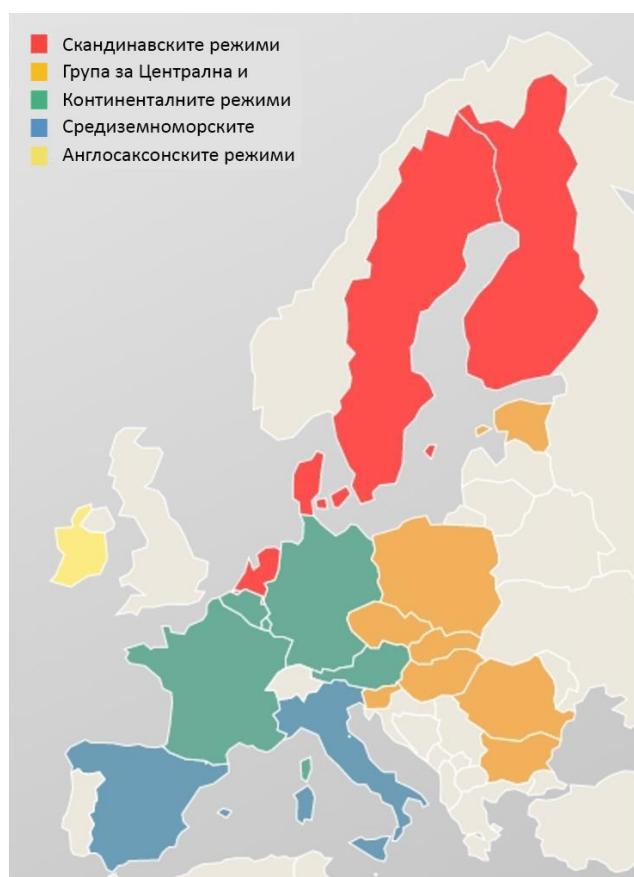 Скандинавските режими
Група за Централна и
Континенталните режими
Средиземноморските
Англосаксонските режими